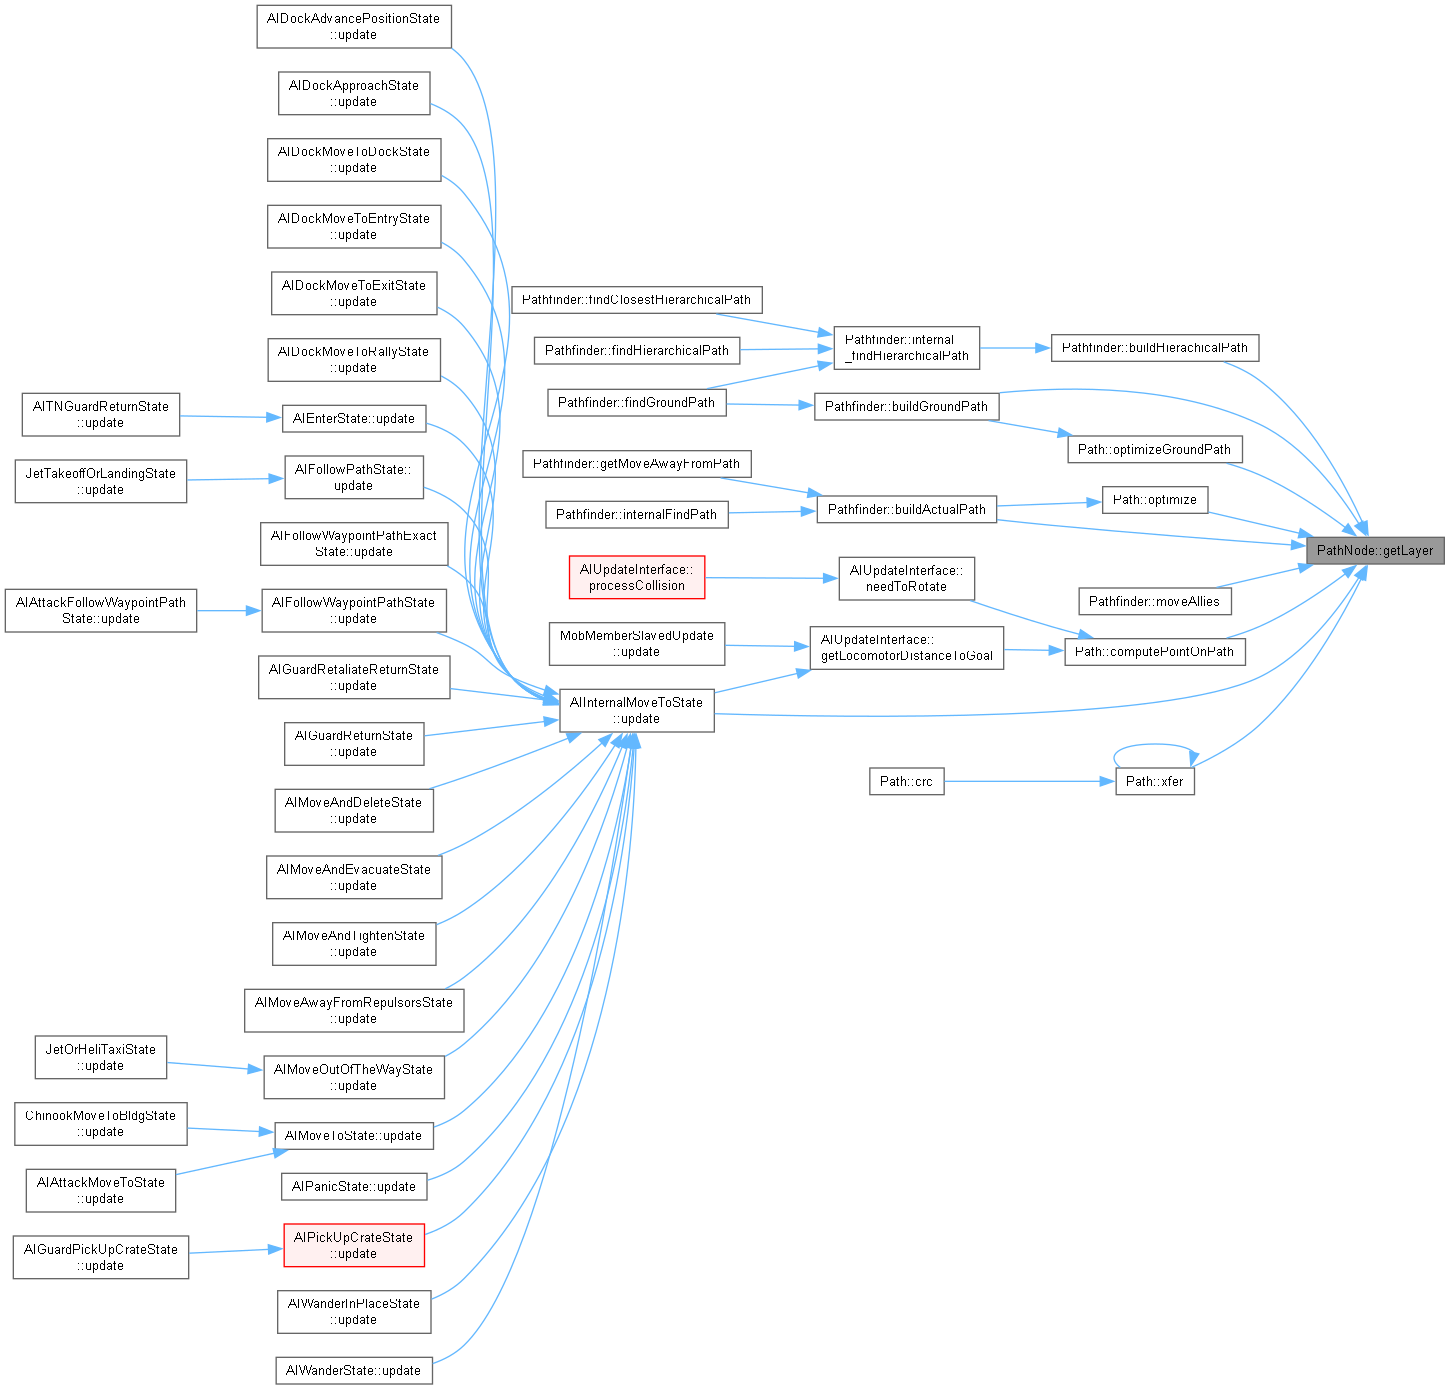 AIDockAdvancePositionState
::update
AIDockApproachState
::update
AIDockMoveToDockState
::update
AIDockMoveToEntryState
::update
AIDockMoveToExitState
::update
AIDockMoveToRallyState
::update
AITNGuardReturnState
::update
AIEnterState::update
JetTakeoffOrLandingState
::update
AIFollowPathState::
update
AIFollowWaypointPathExact
State::update
AIAttackFollowWaypointPath
State::update
AIFollowWaypointPathState
::update
AIGuardRetaliateReturnState
::update
AIGuardReturnState
::update
AIMoveAndDeleteState
::update
AIMoveAndEvacuateState
::update
AIMoveAndTightenState
::update
AIMoveAwayFromRepulsorsState
::update
JetOrHeliTaxiState
::update
AIMoveOutOfTheWayState
::update
ChinookMoveToBldgState
::update
AIMoveToState::update
AIAttackMoveToState
::update
AIPanicState::update
AIGuardPickUpCrateState
::update
AIPickUpCrateState
::update
AIWanderInPlaceState
::update
AIWanderState::update
Pathfinder::findClosestHierarchicalPath
Pathfinder::findHierarchicalPath
Pathfinder::findGroundPath
Pathfinder::getMoveAwayFromPath
Pathfinder::internalFindPath
AIUpdateInterface::
processCollision
MobMemberSlavedUpdate
::update
AIInternalMoveToState
::update
Pathfinder::internal
_findHierarchicalPath
Pathfinder::buildGroundPath
Pathfinder::buildActualPath
AIUpdateInterface::
needToRotate
AIUpdateInterface::
getLocomotorDistanceToGoal
Path::crc
Pathfinder::buildHierachicalPath
Path::optimizeGroundPath
Path::optimize
Pathfinder::moveAllies
Path::computePointOnPath
Path::xfer
PathNode::getLayer